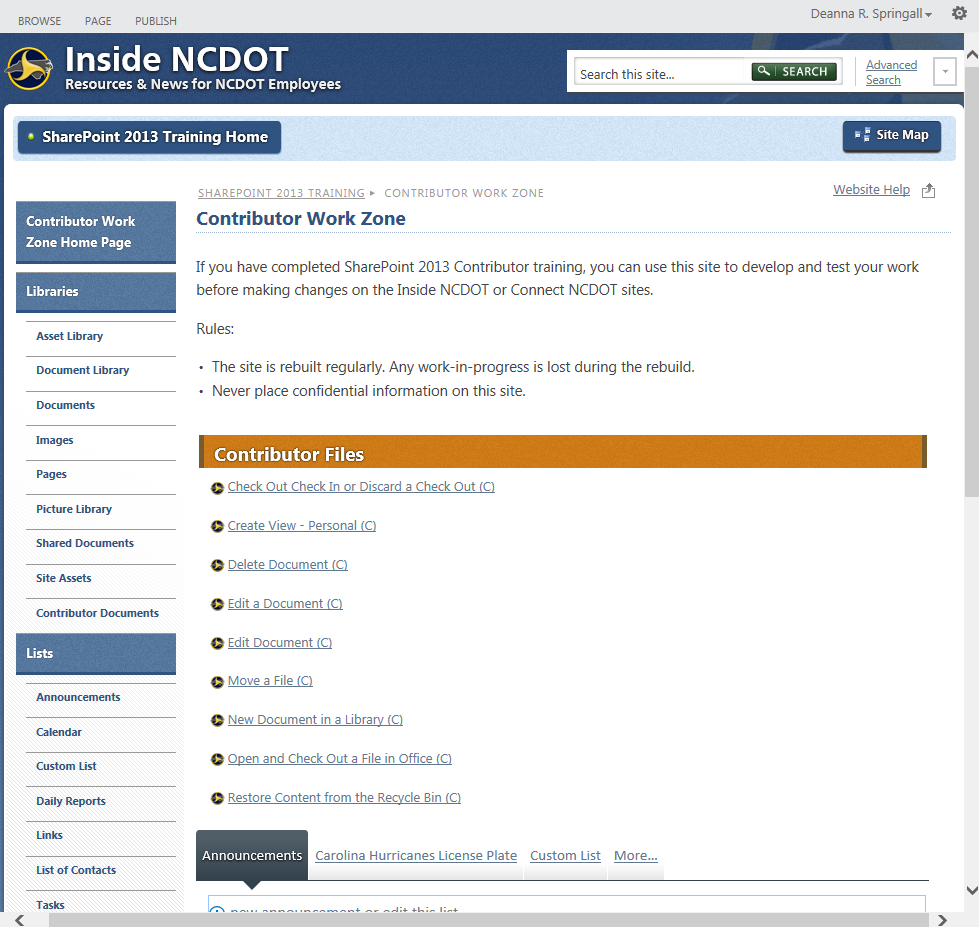 BROWSE PAGE PUBLISH
Deanna R. Springall
Inside NCDOT
Resources & News for NCDOT Employees
Search this site...
SEARCH
Advanced
Search
SharePoint 2013 Training Home
Site Map
SHAREPOINT 2013 TRAINING CONTRIBUTOR WORK ZONE
Website Help
Contributor Work Zone
Contributor Work
Zone Home Page
Libraries
Asset Library
Document Library
Documents
Images
Pages
Picture Library
Shared Documents
Site Assets
Contributor Documents
Lists
Announcements
Calendar
Custom List
Daily Reports
Links
List of Contacts
Tasks
If you have completed SharePoint 2013 Contributor training, you can use this site to develop and test your work
before making changes on the Inside NCDOT or Connect NCDOT sites.
Rules:
• The site is rebuilt regularly. Any work-in-progress is lost during the rebuild.
• Never place confidential information on this site.
Contributor Files
Check Out Check In or Discard a Check Out (C)
Create View - Personal (C)
Delete Document (C)
Edit a Document (C)
Edit Document (C)
Move a File (C)
New Document in a Library (C)
Open and Check Out a File in Office (C)
Restore Content from the Recycle Bin (C)
Announcements Carolina Hurricanes License Plate Custom List More...
new announcement or edit this list